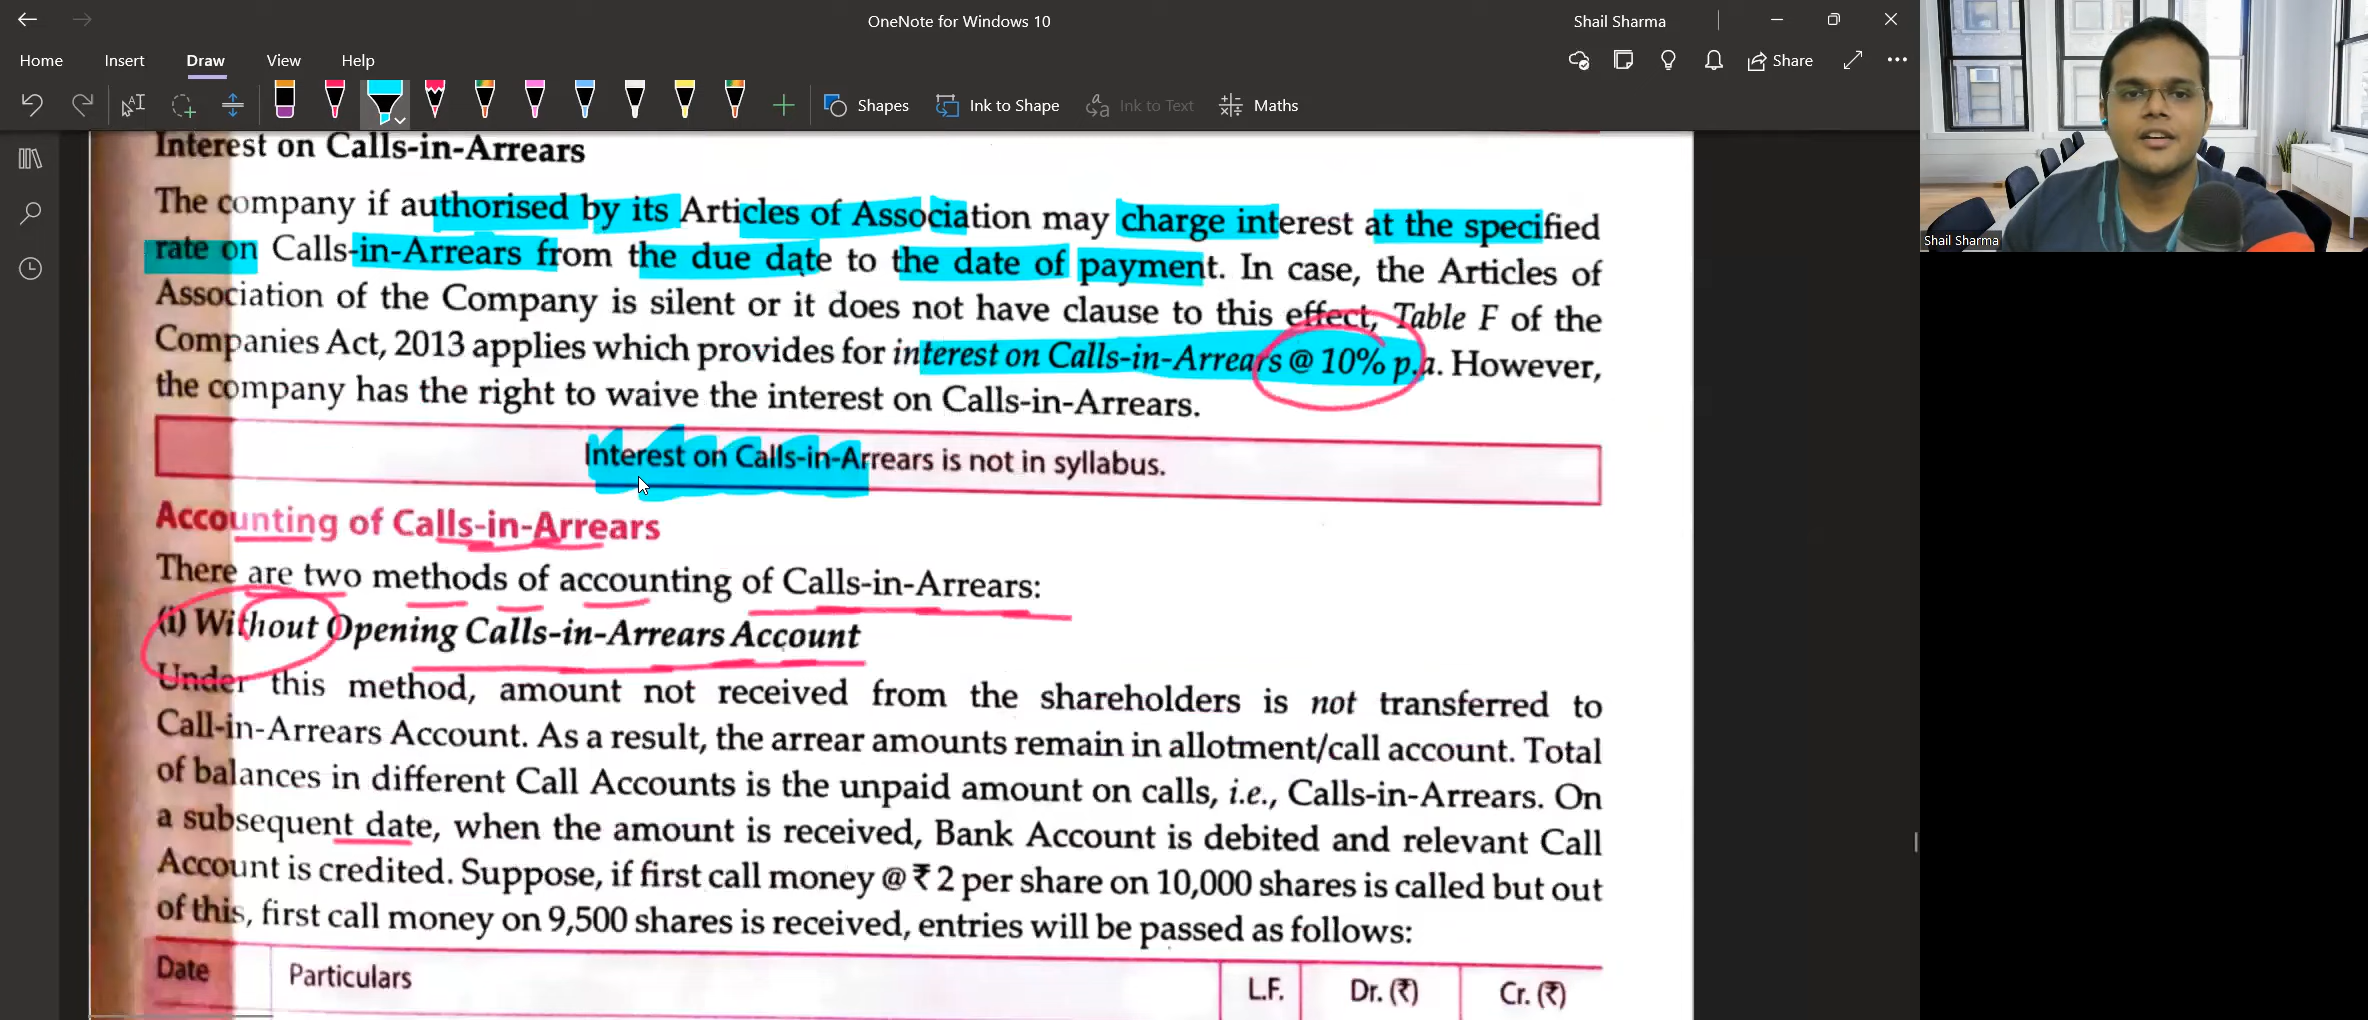 OneNote for Windows 10
Shail Sharma
Home Insert Draw View Help
Share
Shapes Ink to Shape Ink to Text Maths
Shail Sharma
Interest on Calls-in-Arrears
The company if authorised by its Articles of Association may charge interest at the specified
rate on Calls-in-Arrears from the due date to the date of payment. In case, the Articles of
Association of the Company is silent or it does not have clause to this effect, Table F of the
Companies Act, 2013 applies which provides for interest on Calls-in-Arrears @ 10% p.a. However,
the company has the right to waive the interest on Calls-in-Arrears.
Interest on Calls-in-Arrears is not in syllabus.
Accounting of Calls-in-Arrears
There are two methods of accounting of Calls-in-Arrears:
(i) Without Opening Calls-in-Arrears Account
Under this method, amount not received from the shareholders is not transferred to
Call-in-Arrears Account. As a result, the arrear amounts remain in allotment/call account. Total
of balances in different Call Accounts is the unpaid amount on calls, i.e., Calls-in-Arrears. On
a subsequent date, when the amount is received, Bank Account is debited and relevant Call
Account is credited. Suppose, if first call money @ ₹ 2 per share on 10,000 shares is called but out
of this, first call money on 9,500 shares is received, entries will be passed as follows:
Date Particulars L.F. Dr. (₹) Cr. (₹)